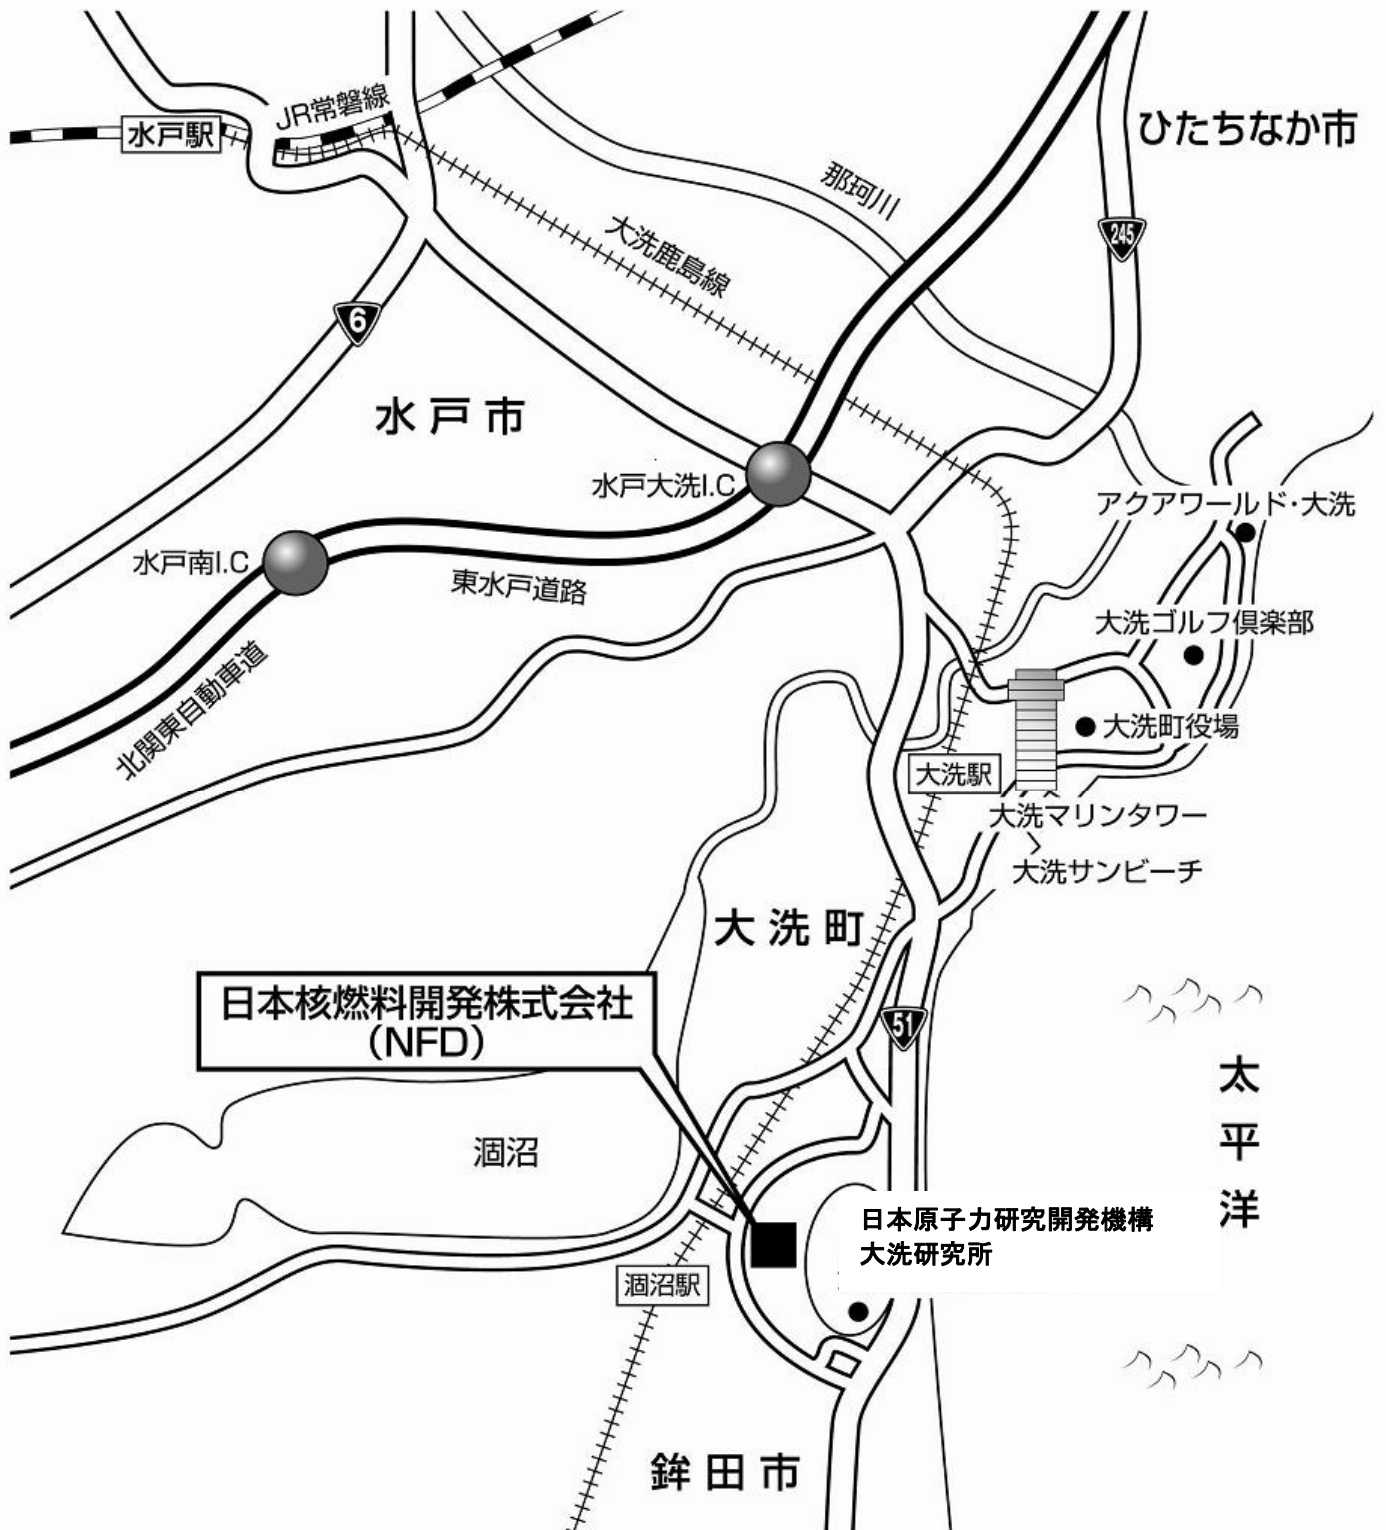 JR常磐線
水戸駅
ひたちなか市
那珂川
大洗鹿島線
245
6
水戸市
水戸大洗I.C
アクアワールド・大洗
水戸南I.C
東水戸道路
大洗ゴルフ倶楽部
北関東自動車道
大洗町役場
大洗駅
大洗マリンタワー
大洗サンビーチ
大洗町
日本核燃料開発株式会社
(NFD)
51
太平洋
涸沼
日本原子力研究開発機構
大洗研究所
涸沼駅
鉾田市